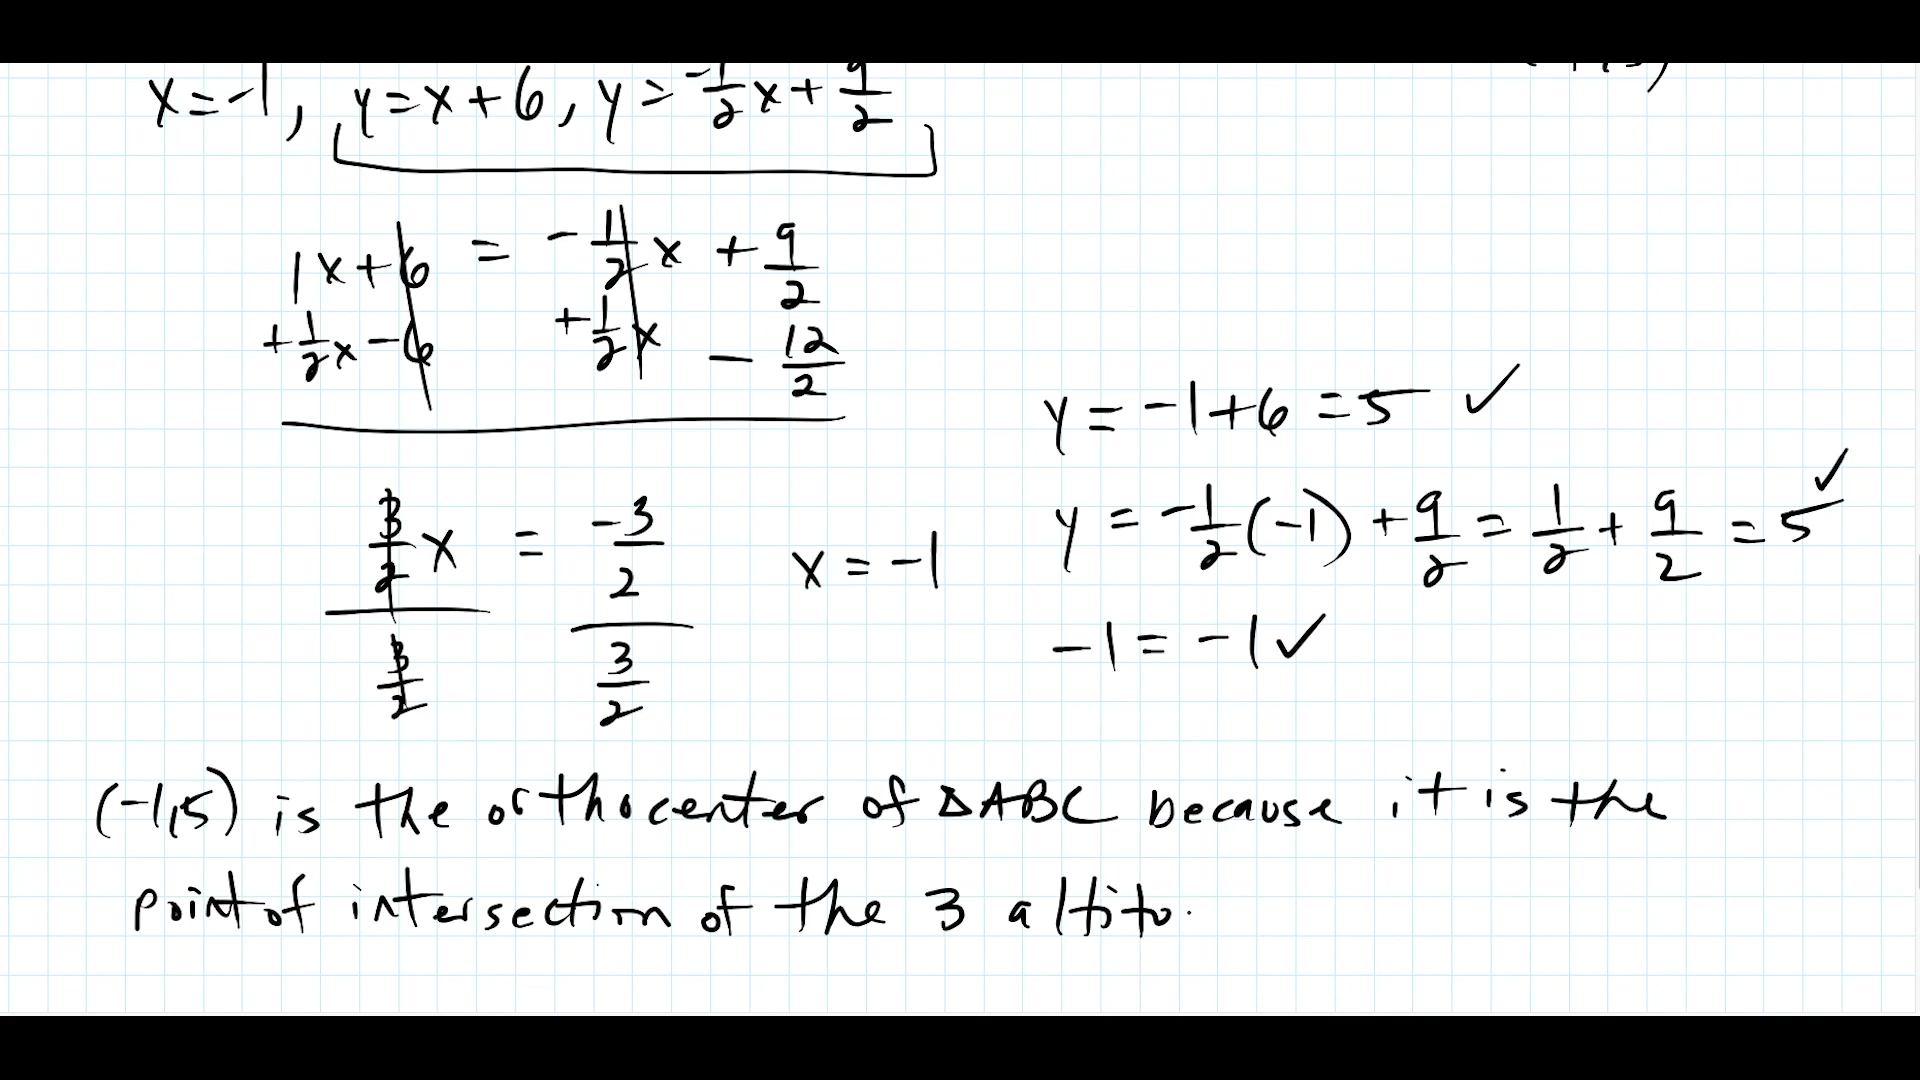 x=-1, y=x+6, y=-1/2x+9/2
1x+6 = -1/2x+9/2
+1/2x-6 +1/2x -12/2
3/2x = -3/2 x=-1
3/2 3/2
y=-1+6=5 ✓
y=-1/2(-1)+9/2=1/2+9/2=5 ✓
-1=-1 ✓
(-1,5) is the orthocenter of △ABC because it is the
point of intersection of the 3 altitu